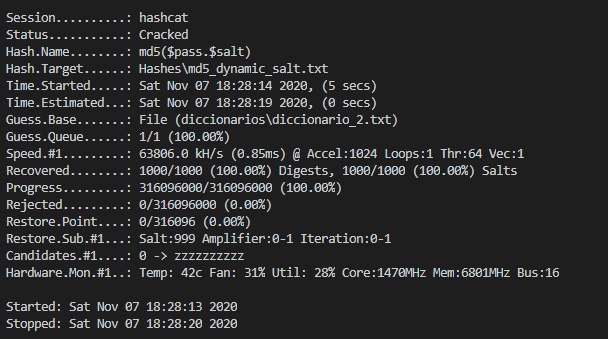 Session..........: hashcat
Status...........: Cracked
Hash.Name........: md5($pass.$salt)
Hash.Target......: Hashes\md5_dynamic_salt.txt
Time.Started.....: Sat Nov 07 18:28:14 2020, (5 secs)
Time.Estimated...: Sat Nov 07 18:28:19 2020, (0 secs)
Guess.Base.......: File (diccionarios\diccionario_2.txt)
Guess.Queue......: 1/1 (100.00%)
Speed.#1.........: 63806.0 kH/s (0.85ms) @ Accel:1024 Loops:1 Thr:64 Vec:1
Recovered........: 1000/1000 (100.00%) Digests, 1000/1000 (100.00%) Salts
Progress.........: 316096000/316096000 (100.00%)
Rejected.........: 0/316096000 (0.00%)
Restore.Point....: 0/316096 (0.00%)
Restore.Sub.#1...: Salt:999 Amplifier:0-1 Iteration:0-1
Candidates.#1....: 0 -> zzzzzzzzzz
Hardware.Mon.#1..: Temp: 42c Fan: 31% Util: 28% Core:1470MHz Mem:6801MHz Bus:16
Started: Sat Nov 07 18:28:13 2020
Stopped: Sat Nov 07 18:28:20 2020